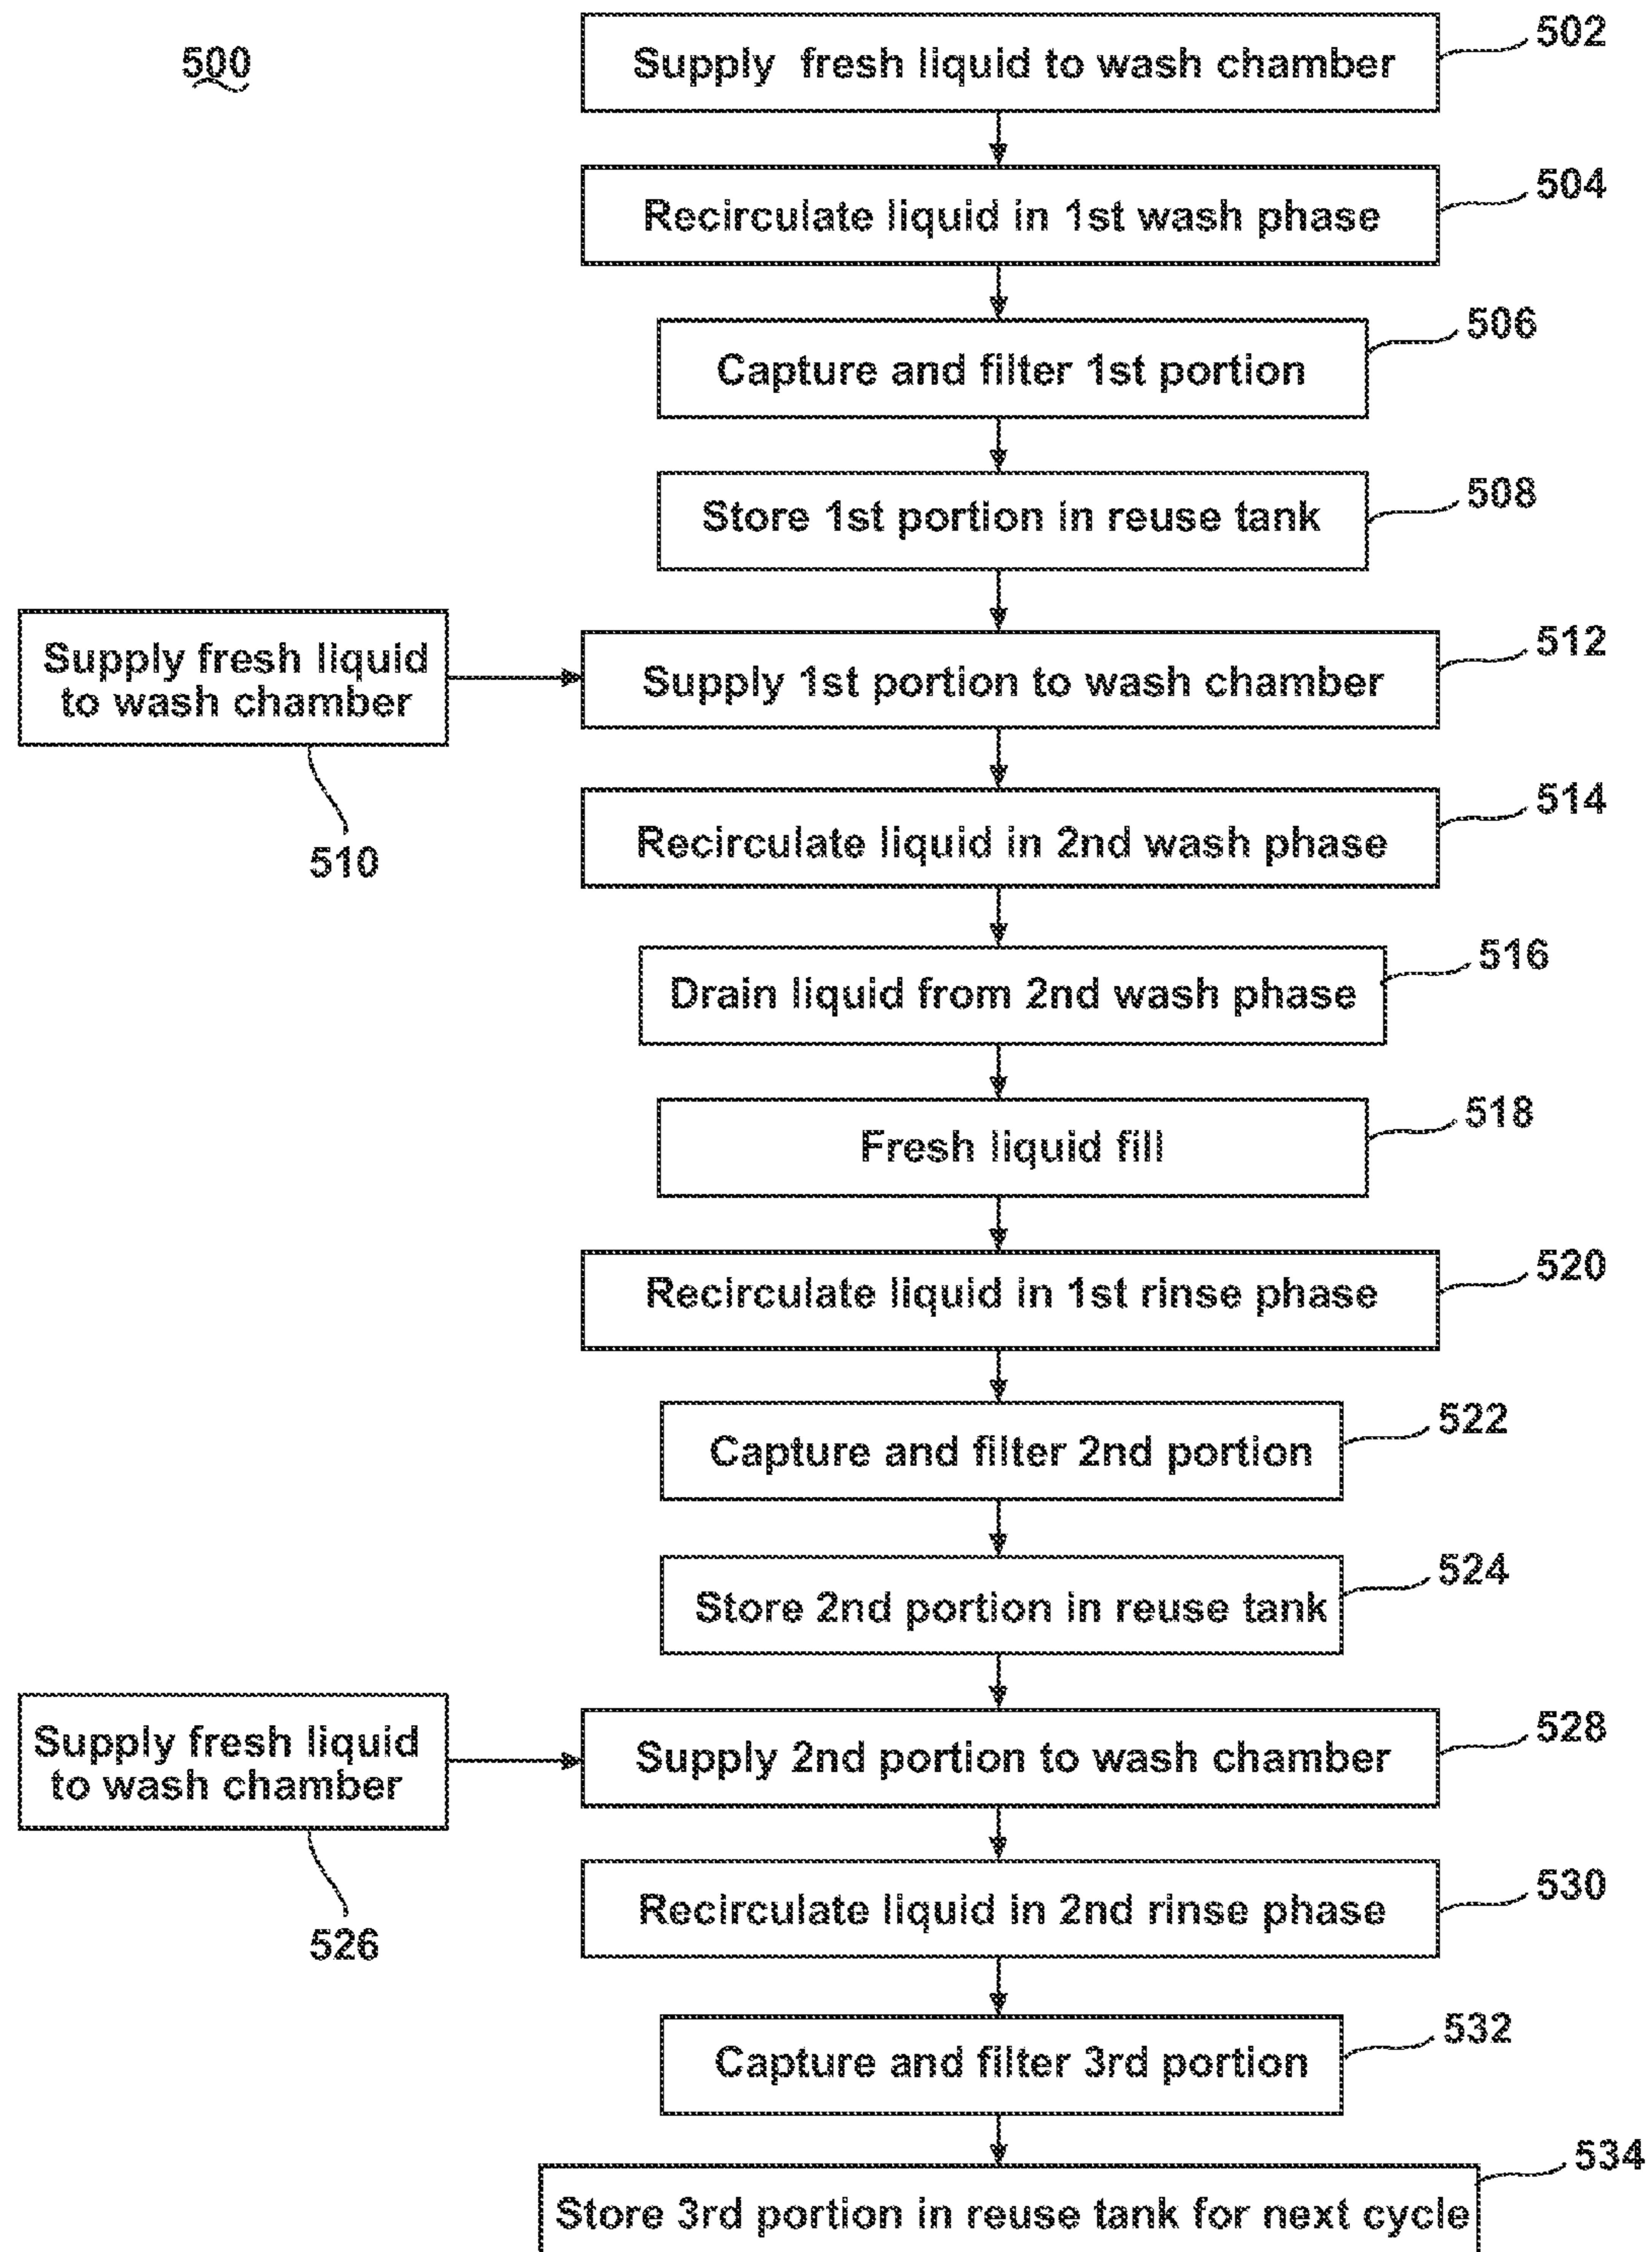 500
Supply fresh liquid to wash chamber
502
Recirculate liquid in 1st wash phase
504
Capture and filter 1st portion
506
Store 1st portion in reuse tank
508
Supply fresh liquid
to wash chamber
510
Supply 1st portion to wash chamber
512
Recirculate liquid in 2nd wash phase
514
Drain liquid from 2nd wash phase
516
Fresh liquid fill
518
Recirculate liquid in 1st rinse phase
520
Capture and filter 2nd portion
522
Store 2nd portion in reuse tank
524
Supply fresh liquid
to wash chamber
526
Supply 2nd portion to wash chamber
528
Recirculate liquid in 2nd rinse phase
530
Capture and filter 3rd portion
532
Store 3rd portion in reuse tank for next cycle
534